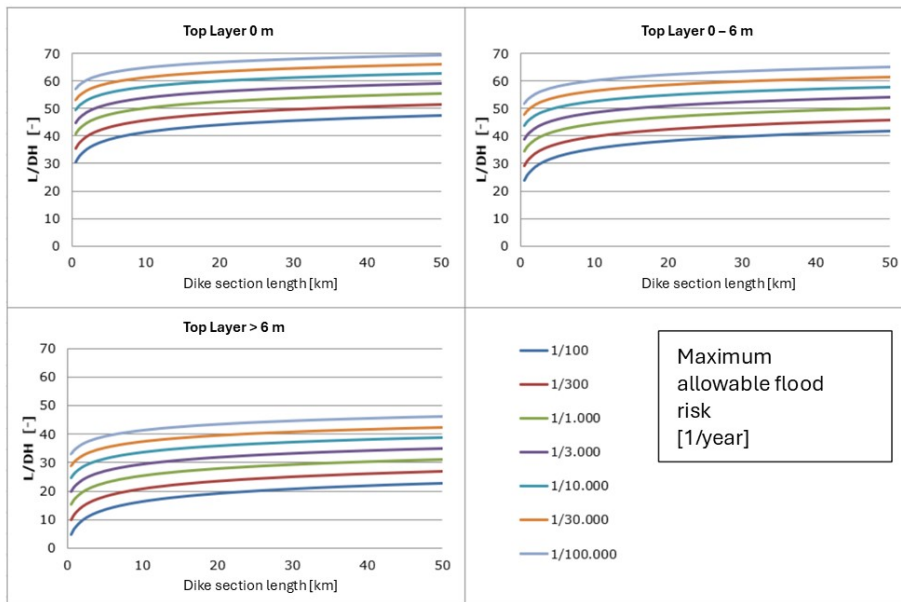 Top Layer 0 m
70
60
50
40
30
20
10
0
L/DH [-]
0 10 20 30 40 50
Dike section length [km]
Top Layer 0 – 6 m
70
60
50
40
30
20
10
0
L/DH [-]
0 10 20 30 40 50
Dike section length [km]
Top Layer > 6 m
70
60
50
40
30
20
10
0
L/DH [-]
0 10 20 30 40 50
Dike section length [km]
1/100
1/300
1/1.000
1/3.000
1/10.000
1/30.000
1/100.000
Maximum
allowable flood
risk
[1/year]